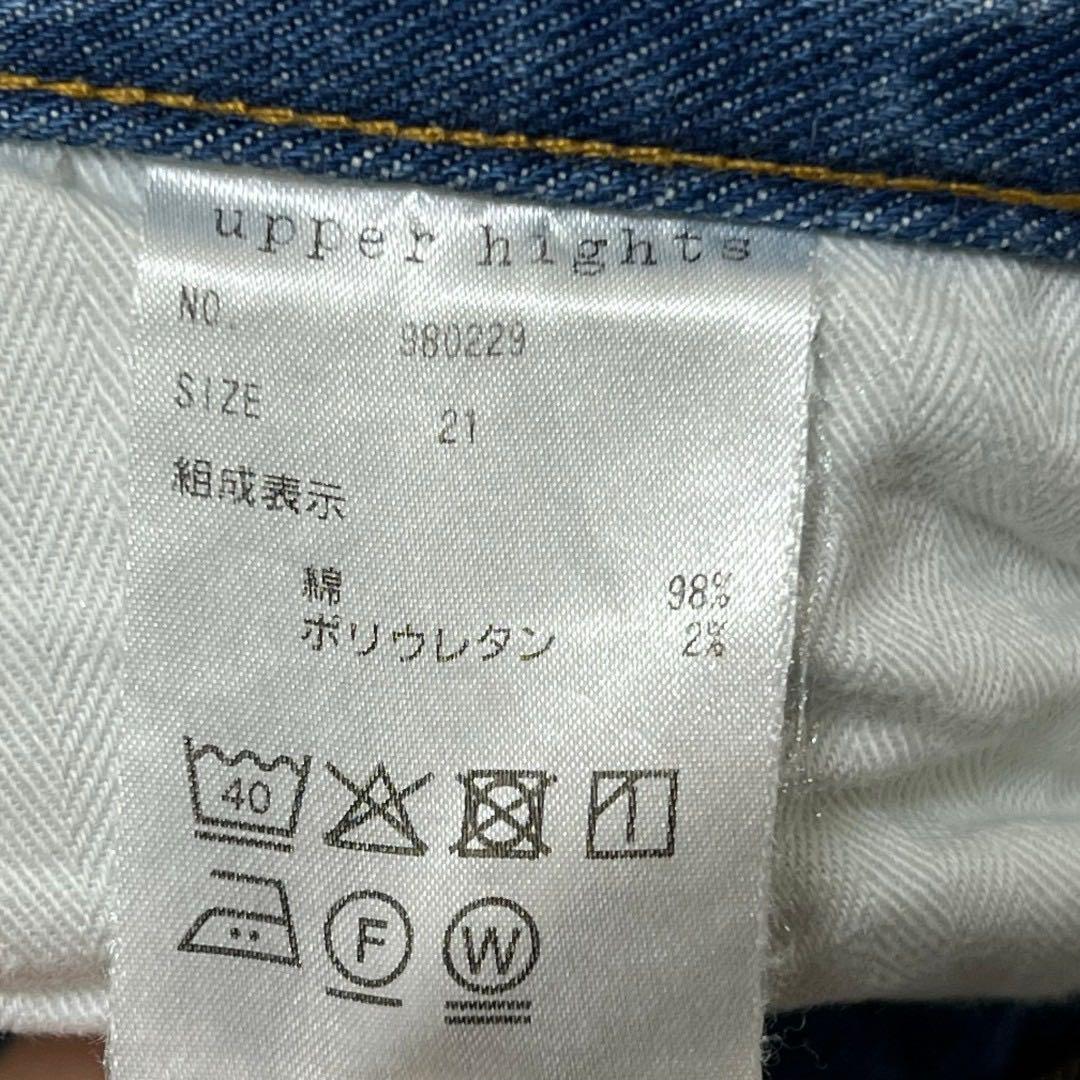 upper hights
NO. 980229
SIZE 21
組成表示
綿 98%
ポリウレタン 2%
40
F W